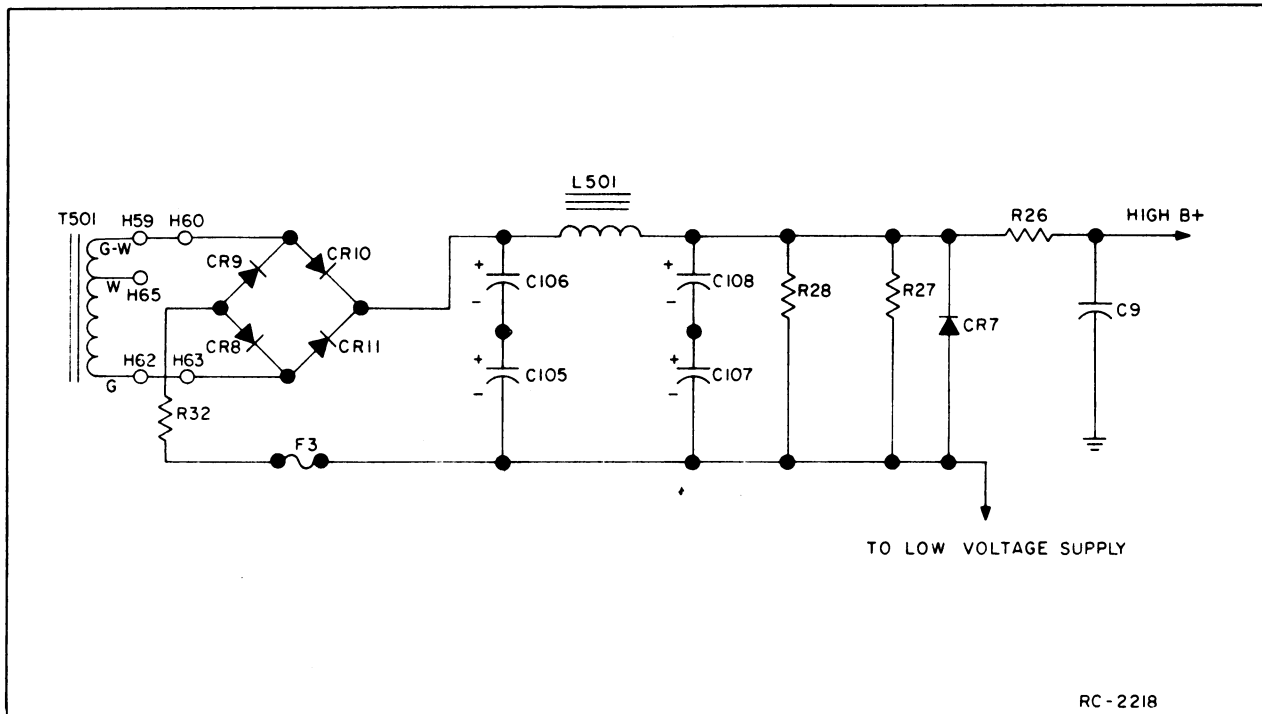 L501
T501 H59 H60 R26 HIGH B+
G-W
CR9 CR10
W H65
+ C106 + C108 R28 R27 CR7 C9
- -
CR8 CR11
H62 H63
G
+ C105 + C107
- -
R32
F3
TO LOW VOLTAGE SUPPLY
RC-2218